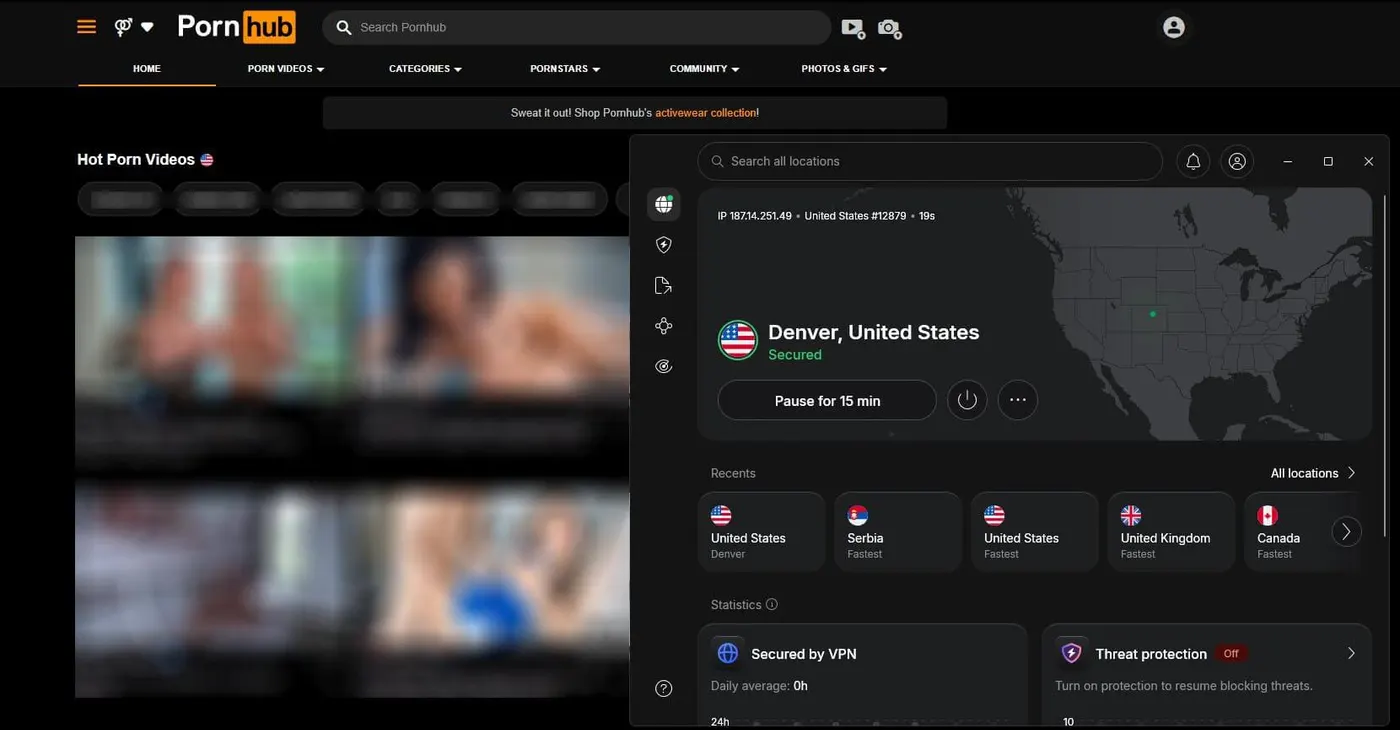 Pornhub
Search Pornhub
HOME
PORN VIDEOS
CATEGORIES
PORNSTARS
COMMUNITY
PHOTOS & GIFS
Sweat it out! Shop Pornhub's activewear collection!
Hot Porn Videos
Search all locations
IP 187.14.251.49 • United States #12879 • 19s
Denver, United States
Secured
Pause for 15 min
Recents
All locations
United States
Denver
Serbia
Fastest
United States
Fastest
United Kingdom
Fastest
Canada
Fastest
Statistics
Secured by VPN
Daily average: 0h
24h
Threat protection Off
Turn on protection to resume blocking threats.
10